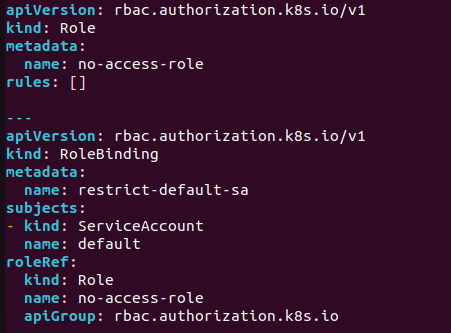 apiVersion: rbac.authorization.k8s.io/v1
kind: Role
metadata:
  name: no-access-role
rules: []

---
apiVersion: rbac.authorization.k8s.io/v1
kind: RoleBinding
metadata:
  name: restrict-default-sa
subjects:
- kind: ServiceAccount
  name: default
roleRef:
  kind: Role
  name: no-access-role
  apiGroup: rbac.authorization.k8s.io